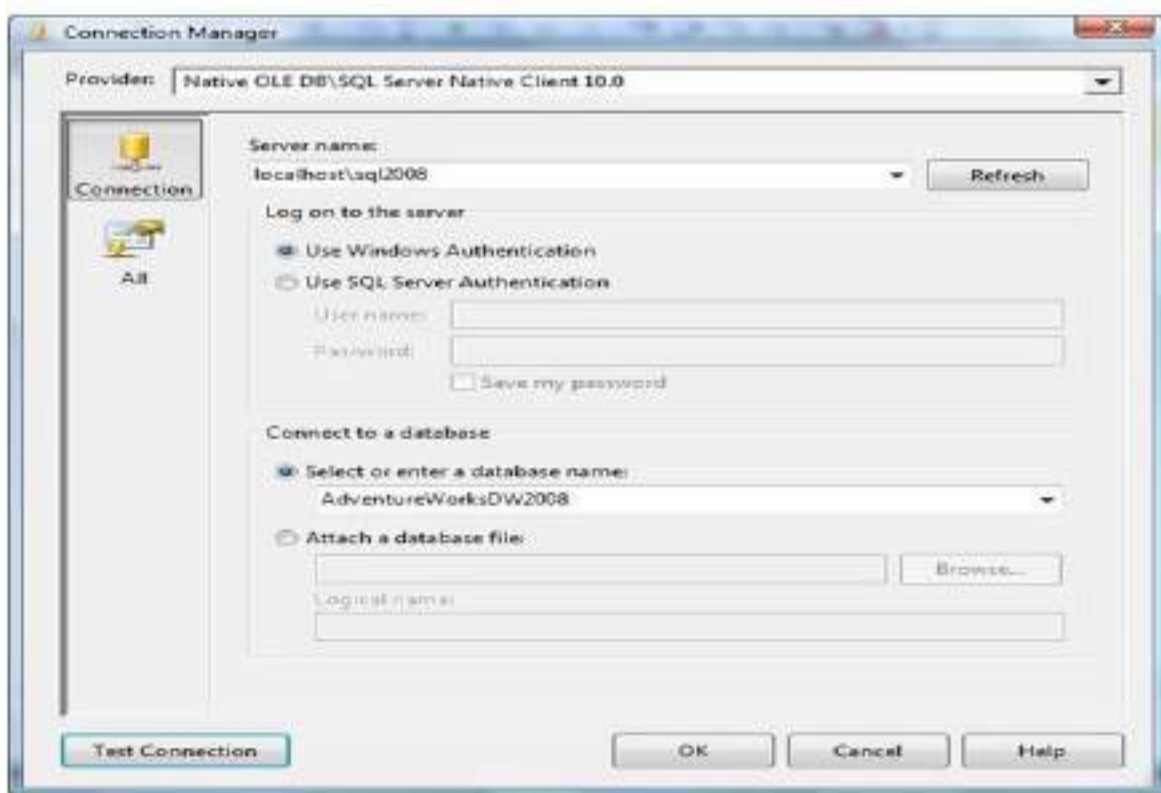 Connection Manager
Provider: Native OLE DB\SQL Server Native Client 10.0
Connection
All
Server name:
localhost\sql2008
Refresh
Log on to the server
Use Windows Authentication
Use SQL Server Authentication
User name:
Password:
Save my password
Connect to a database
Select or enter a database name:
AdventureWorksDW2008
Attach a database file:
Browse...
Logical name:
Test Connection
OK
Cancel
Help